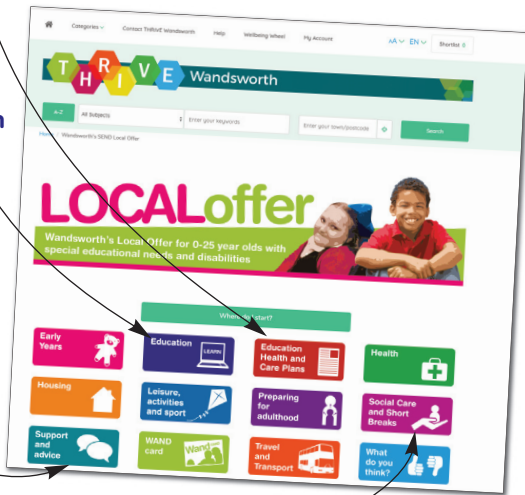 Categories
Contact THRIVE Wandsworth
Help
Wellbeing Wheel
My Account
AA
EN
Shortlist 0
THRIVE Wandsworth
A-Z
All Subjects
Enter your keywords
Enter your town/postcode
Search
Home / Wandsworth's SEND Local Offer
LOCALoffer
Wandsworth's Local Offer for 0-25 year olds with
special educational needs and disabilities
Where do I start?
Early
Years
Education
LEARN
Education
Health and
Care Plans
Health
Housing
Leisure,
activities
and sport
Preparing
for
adulthood
Social Care
and Short
Breaks
Support
and
advice
WAND
card
Wand
Travel
and
Transport
What
do you
think?